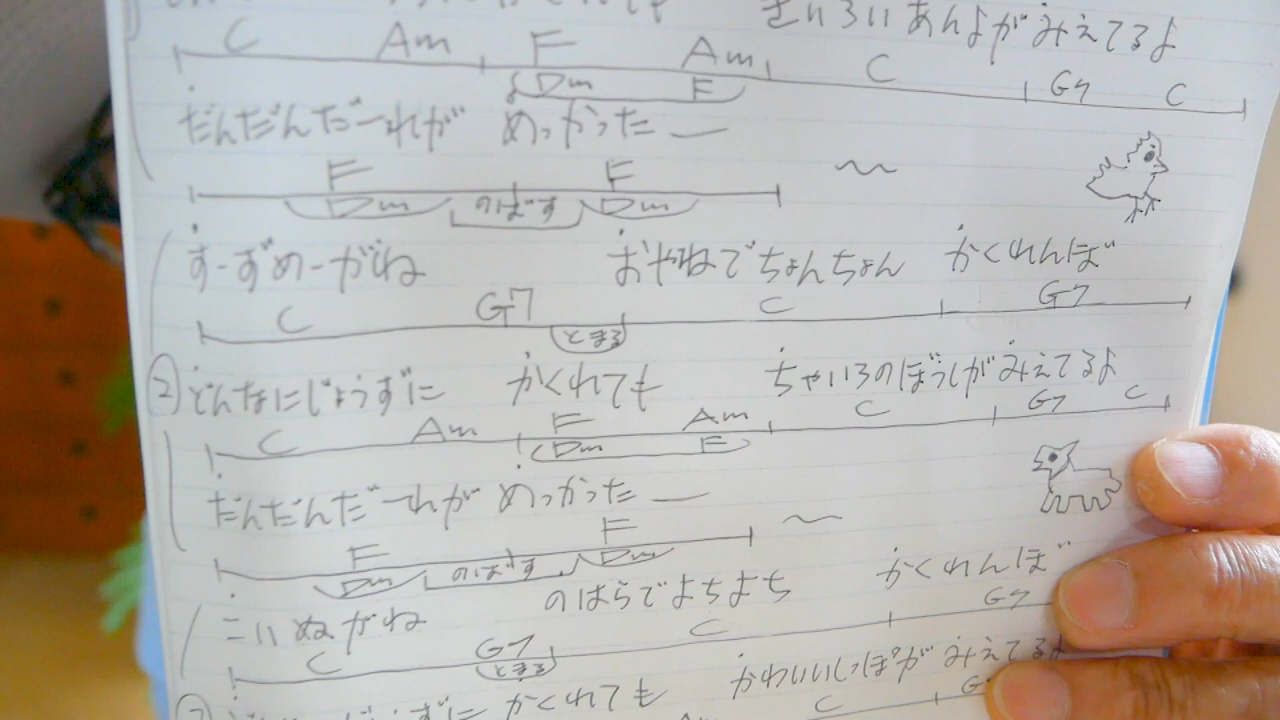 きいろいあんよがみえてるよ
C Am F Am C G7 C
Dm F
だんだんだーれが めっかった ―
F F 〜
Dm のばす Dm
すーずめーがね おやねでちょんちょん かくれんぼ
C G7 C G7
とまる
② どんなにじょうずに かくれても ちゃいろのぼうしがみえてるよ
C Am F Am C G7 C
Dm F
だんだんだーれが めっかった ―
F F 〜
Dm のばす Dm
こいぬがね のはらでよちよち かくれんぼ
C G7 C G7
とまる
かくれても かわいいしっぽがみえてるよ
C